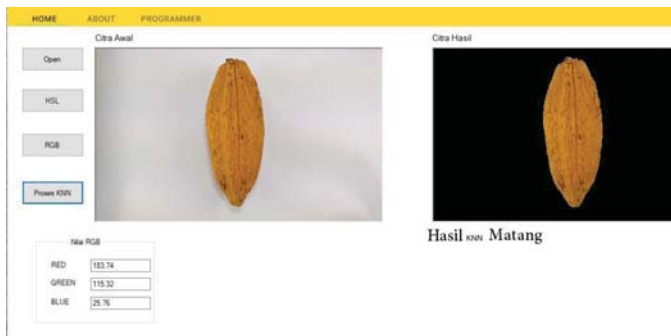 HOME ABOUT PROGRAMMER
Citra Awal
Citra Hasil
Open
HSL
RGB
Proses KNN
Hasil KNN Matang
Nilai RGB
RED 183.74
GREEN 115.32
BLUE 25.76